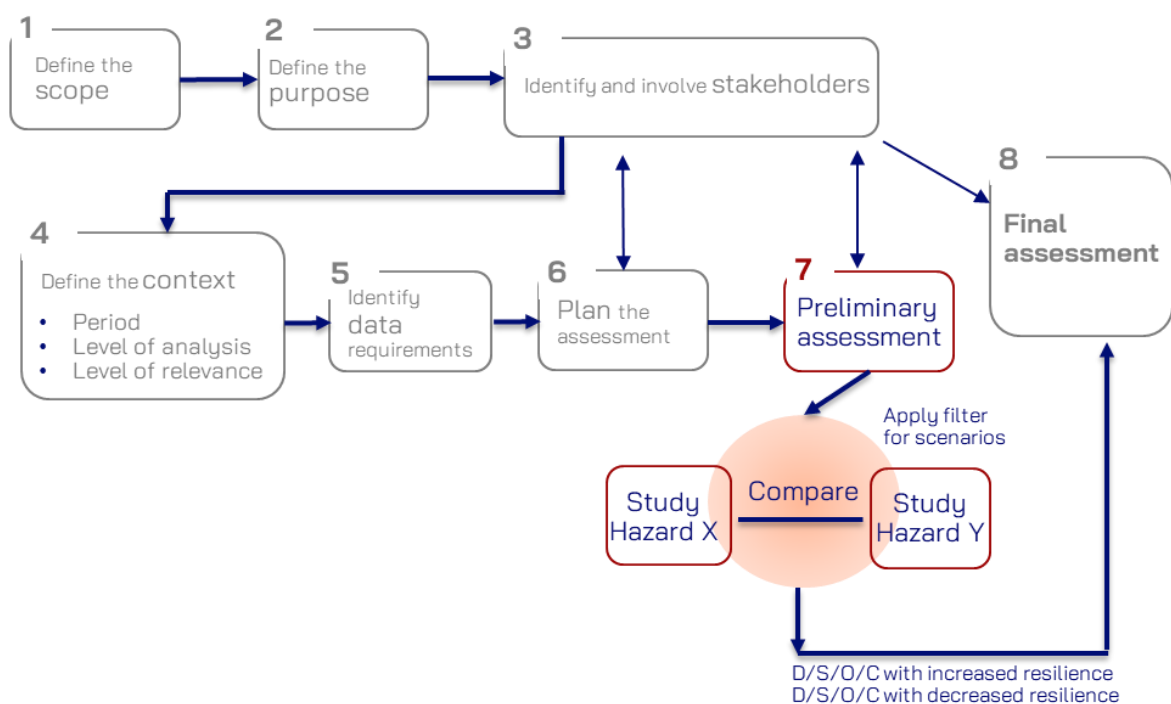 1
Define the
scope
2
Define the
purpose
3
Identify and involve stakeholders
4
Define the context
• Period
• Level of analysis
• Level of relevance
5
Identify
data
requirements
6
Plan the
assessment
7
Preliminary
assessment
8
Final
assessment
Apply filter
for scenarios
Study
Hazard X
Compare
Study
Hazard Y
D/S/O/C with increased resilience
D/S/O/C with decreased resilience